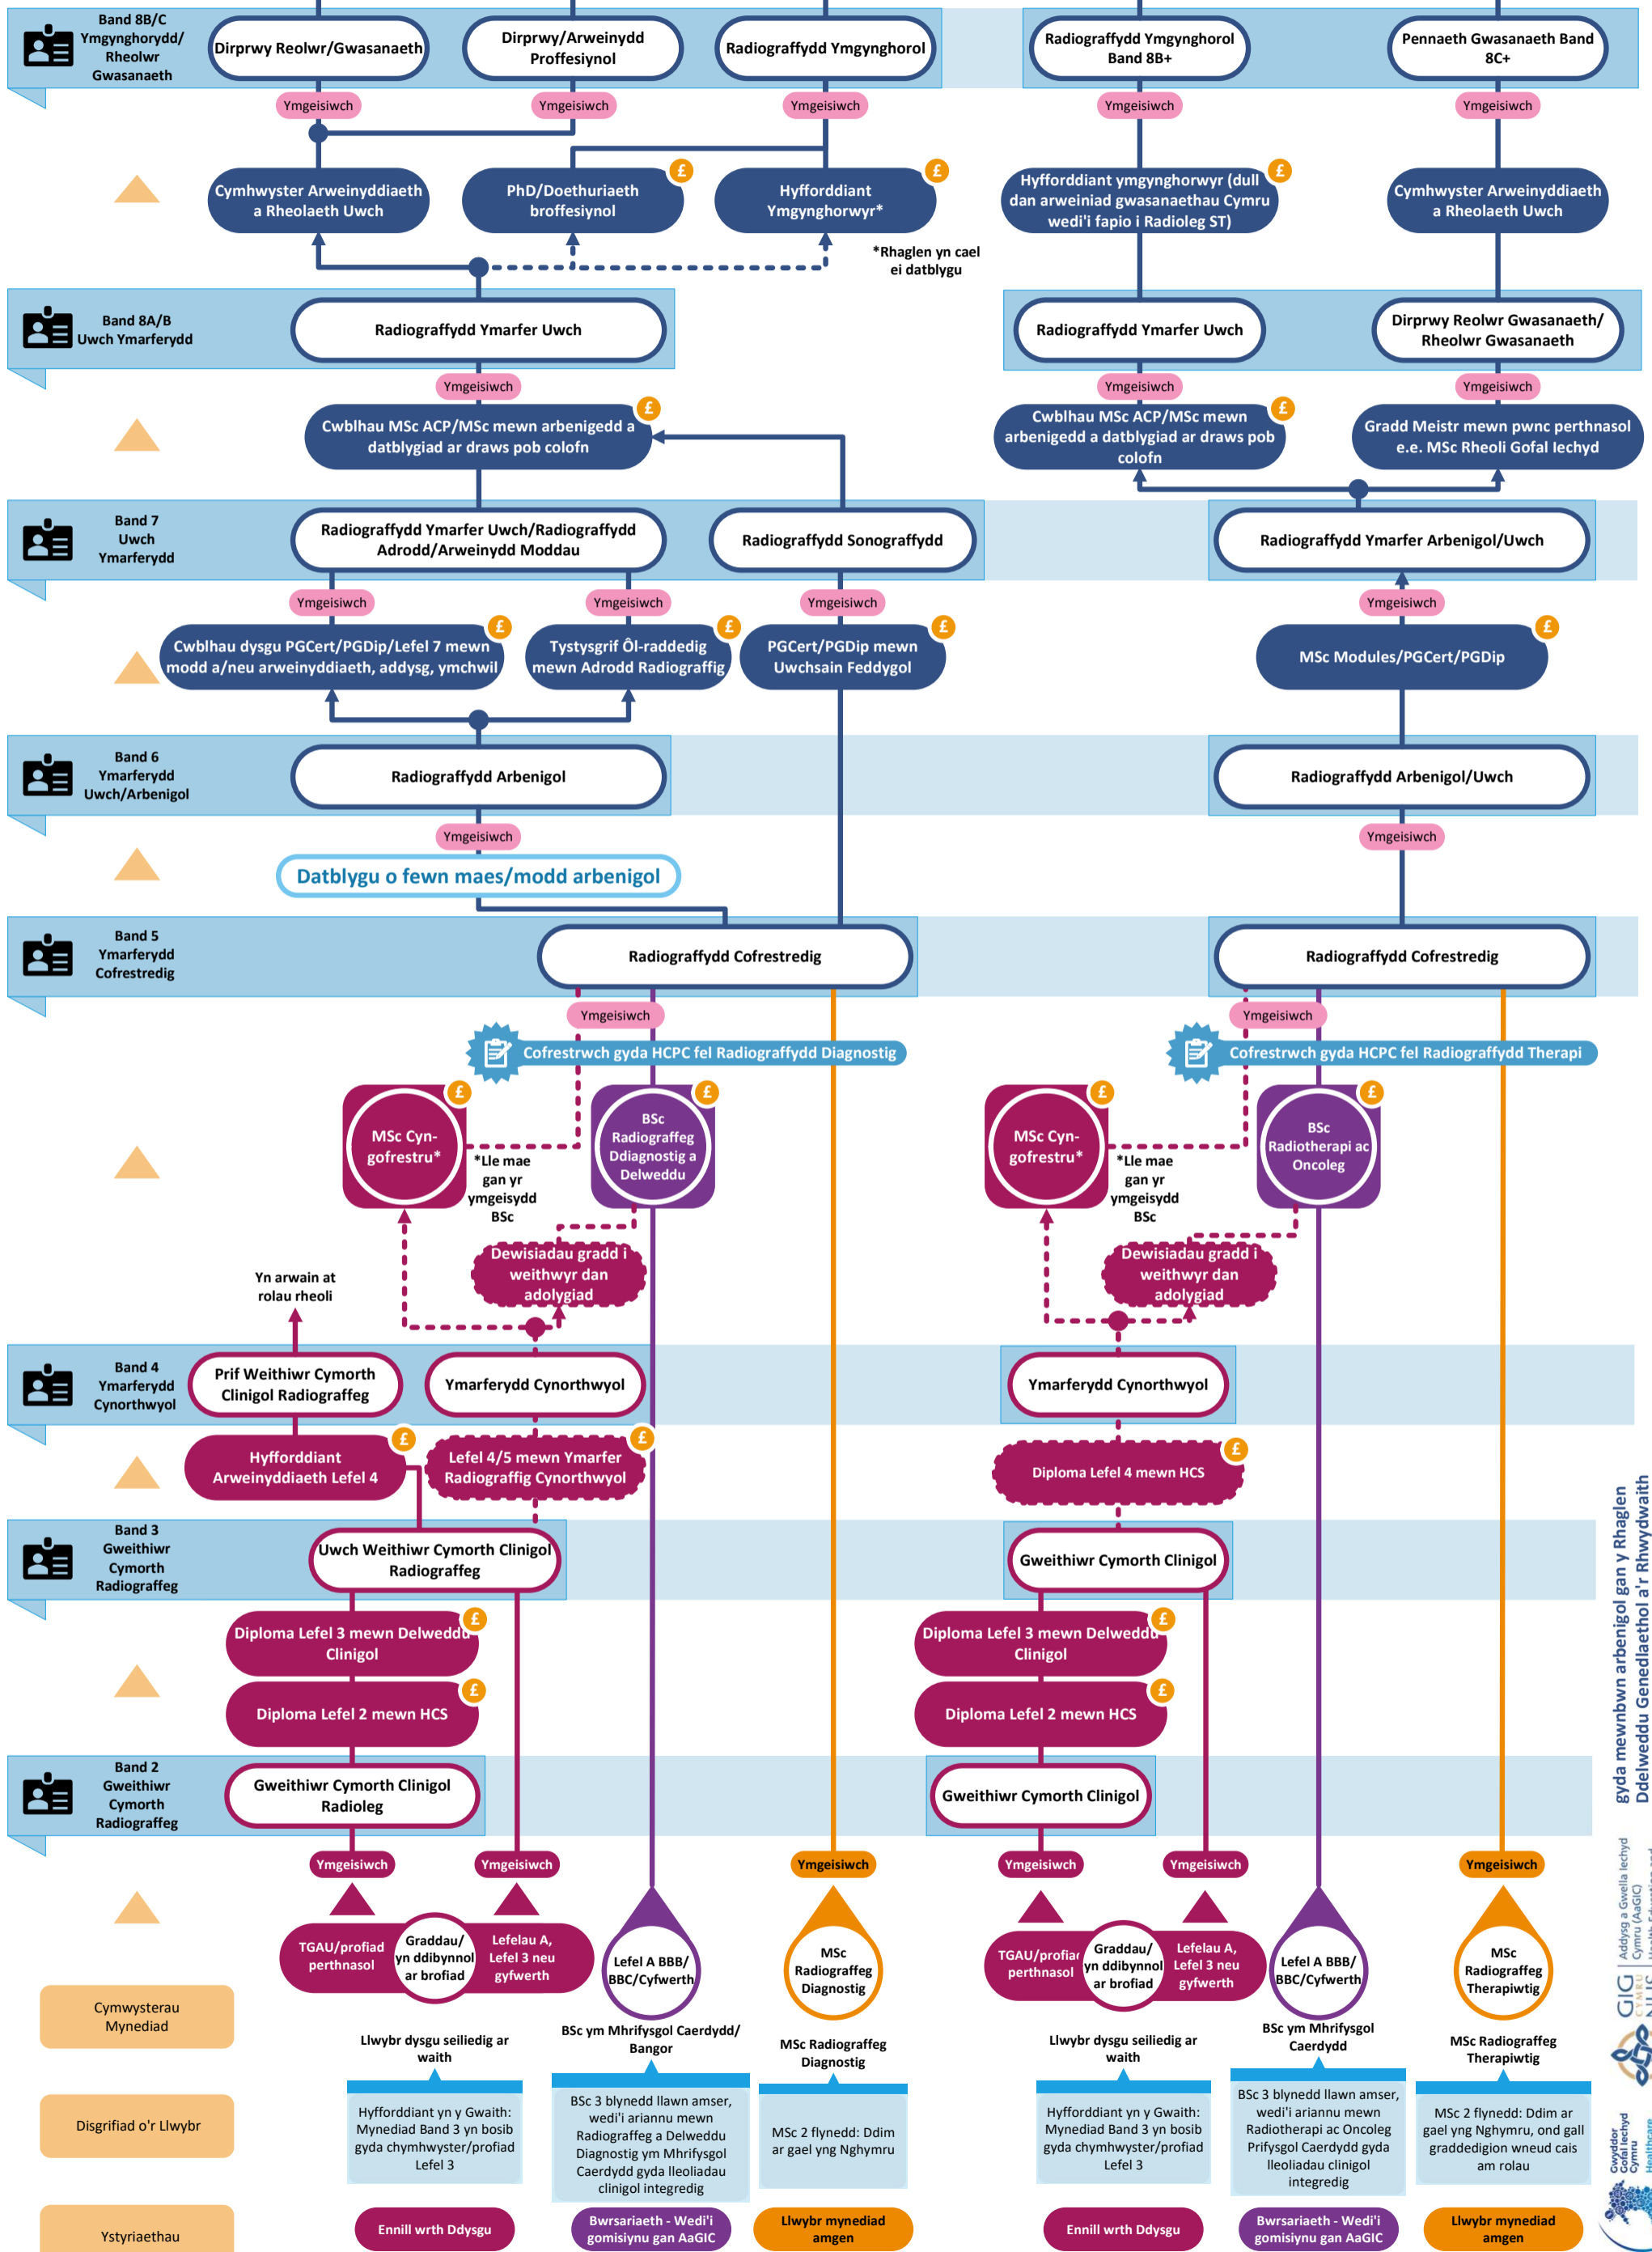 Band 8B/C
Ymgynghorydd/
Rheolwr
Gwasanaeth
Dirprwy Reolwr/Gwasanaeth
Dirprwy/Arweinydd
Proffesiynol
Radiograffydd Ymgynghorol
Radiograffydd Ymgynghorol
Band 8B+
Pennaeth Gwasanaeth Band
8C+
Ymgeisiwch
Ymgeisiwch
Ymgeisiwch
Ymgeisiwch
Ymgeisiwch
Cymhwyster Arweinyddiaeth
a Rheolaeth Uwch
£
PhD/Doethuriaeth
broffesiynol
£
Hyfforddiant
Ymgynghorwyr*
£
Hyfforddiant ymgynghorwyr (dull
dan arweiniad gwasanaethau Cymru
wedi'i fapio i Radioleg ST)
Cymhwyster Arweinyddiaeth
a Rheolaeth Uwch
*Rhaglen yn cael
ei datblygu
Band 8A/B
Uwch Ymarferydd
Radiograffydd Ymarfer Uwch
Radiograffydd Ymarfer Uwch
Dirprwy Reolwr Gwasanaeth/
Rheolwr Gwasanaeth
Ymgeisiwch
Ymgeisiwch
Ymgeisiwch
£
Cwblhau MSc ACP/MSc mewn arbenigedd a
datblygiad ar draws pob colofn
£
Cwblhau MSc ACP/MSc mewn
arbenigedd a datblygiad ar draws pob
colofn
Gradd Meistr mewn pwnc perthnasol
e.e. MSc Rheoli Gofal Iechyd
Band 7
Uwch
Ymarferydd
Radiograffydd Ymarfer Uwch/Radiograffydd
Adrodd/Arweinydd Moddau
Radiograffydd Sonograffydd
Radiograffydd Ymarfer Arbenigol/Uwch
Ymgeisiwch
Ymgeisiwch
Ymgeisiwch
Ymgeisiwch
£
Cwblhau dysgu PGCert/PGDip/Lefel 7 mewn
modd a/neu arweinyddiaeth, addysg, ymchwil
£
Tystysgrif Ôl-raddedig
mewn Adrodd Radiograffig
£
PGCert/PGDip mewn
Uwchsain Feddygol
£
MSc Modules/PGCert/PGDip
Band 6
Ymarferydd
Uwch/Arbenigol
Radiograffydd Arbenigol
Radiograffydd Arbenigol/Uwch
Ymgeisiwch
Ymgeisiwch
Datblygu o fewn maes/modd arbenigol
Band 5
Ymarferydd
Cofrestredig
Radiograffydd Cofrestredig
Radiograffydd Cofrestredig
Ymgeisiwch
Ymgeisiwch
Cofrestrwch gyda HCPC fel Radiograffydd Diagnostig
Cofrestrwch gyda HCPC fel Radiograffydd Therapi
£
MSc Cyn-
gofrestru*
*Lle mae
gan yr
ymgeisydd
BSc
£
BSc
Radiograffeg
Ddiagnostig a
Delweddu
£
MSc Cyn-
gofrestru*
*Lle mae
gan yr
ymgeisydd
BSc
£
BSc
Radiotherapi ac
Oncoleg
Dewisiadau gradd i
weithwyr dan
adolygiad
Dewisiadau gradd i
weithwyr dan
adolygiad
Yn arwain at
rolau rheoli
Band 4
Ymarferydd
Cynorthwyol
Prif Weithiwr Cymorth
Clinigol Radiograffeg
Ymarferydd Cynorthwyol
Ymarferydd Cynorthwyol
£
Hyfforddiant
Arweinyddiaeth Lefel 4
£
Lefel 4/5 mewn Ymarfer
Radiograffig Cynorthwyol
£
Diploma Lefel 4 mewn HCS
Band 3
Gweithiwr
Cymorth
Radiograffeg
Uwch Weithiwr Cymorth Clinigol
Radiograffeg
Gweithiwr Cymorth Clinigol
£
Diploma Lefel 3 mewn Delweddu
Clinigol
£
Diploma Lefel 3 mewn Delweddu
Clinigol
£
Diploma Lefel 2 mewn HCS
£
Diploma Lefel 2 mewn HCS
Band 2
Gweithiwr
Cymorth
Radiograffeg
Gweithiwr Cymorth Clinigol
Radioleg
Gweithiwr Cymorth Clinigol
Ymgeisiwch
Ymgeisiwch
Ymgeisiwch
Ymgeisiwch
Ymgeisiwch
Ymgeisiwch
TGAU/profiad
perthnasol
Graddau/
yn ddibynnol
ar brofiad
Lefelau A,
Lefel 3 neu
gyfwerth
Lefel A BBB/
BBC/Cyfwerth
MSc
Radiograffeg
Diagnostig
TGAU/profiad
perthnasol
Graddau/
yn ddibynnol
ar brofiad
Lefelau A,
Lefel 3 neu
gyfwerth
Lefel A BBB/
BBC/Cyfwerth
MSc
Radiograffeg
Therapiwtig
Cymwysterau
Mynediad
Llwybr dysgu seiliedig ar
waith
BSc ym Mhrifysgol Caerdydd/
Bangor
MSc Radiograffeg
Diagnostig
Llwybr dysgu seiliedig ar
waith
BSc ym Mhrifysgol
Caerdydd
MSc Radiograffeg
Therapiwtig
Disgrifiad o'r Llwybr
Hyfforddiant yn y Gwaith:
Mynediad Band 3 yn bosib
gyda chymhwyster/profiad
Lefel 3
BSc 3 blynedd llawn amser,
wedi'i ariannu mewn
Radiograffeg a Delweddu
Diagnostig ym Mhrifysgol
Caerdydd gyda lleoliadau
clinigol integredig
MSc 2 flynedd: Ddim
ar gael yng Nghymru
Hyfforddiant yn y Gwaith:
Mynediad Band 3 yn bosib
gyda chymhwyster/profiad
Lefel 3
BSc 3 blynedd llawn amser,
wedi'i ariannu mewn
Radiotherapi ac Oncoleg
Prifysgol Caerdydd gyda
lleoliadau clinigol
integredig
MSc 2 flynedd: Ddim ar
gael yng Nghymru, ond gall
graddedigion wneud cais
am rolau
Ystyriaethau
Ennill wrth Ddysgu
Bwrsariaeth - Wedi'i
gomisiynu gan AaGIC
Llwybr mynediad
amgen
Ennill wrth Ddysgu
Bwrsariaeth - Wedi'i
gomisiynu gan AaGIC
Llwybr mynediad
amgen
gyda mewnbwn arbenigol gan y Rhaglen
Ddelweddu Genedlaethol a'r Rhwydwaith
GIG
CYMRU
NHS
Addysg a Gwella Iechyd
Cymru (AaGIC)
Health Education and
Gwyddor
Gofal Iechyd
Cymru
Healthcare